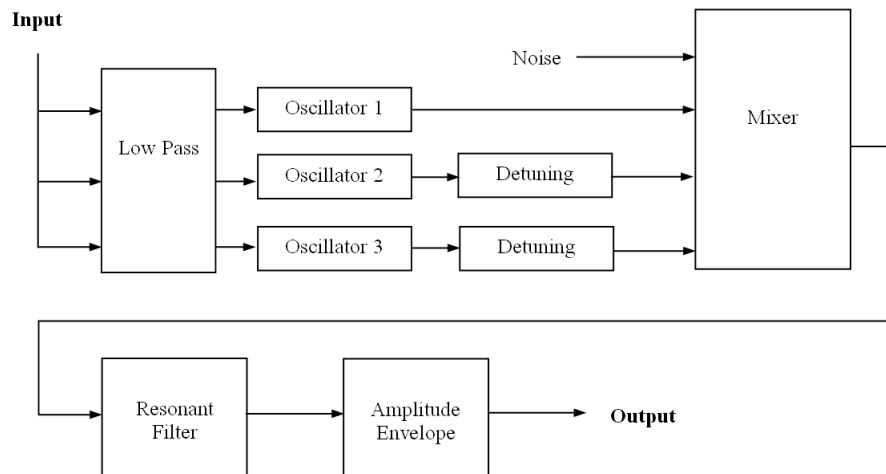 Input
Noise
Low Pass
Oscillator 1
Mixer
Oscillator 2
Detuning
Oscillator 3
Detuning
Resonant
Filter
Amplitude
Envelope
Output